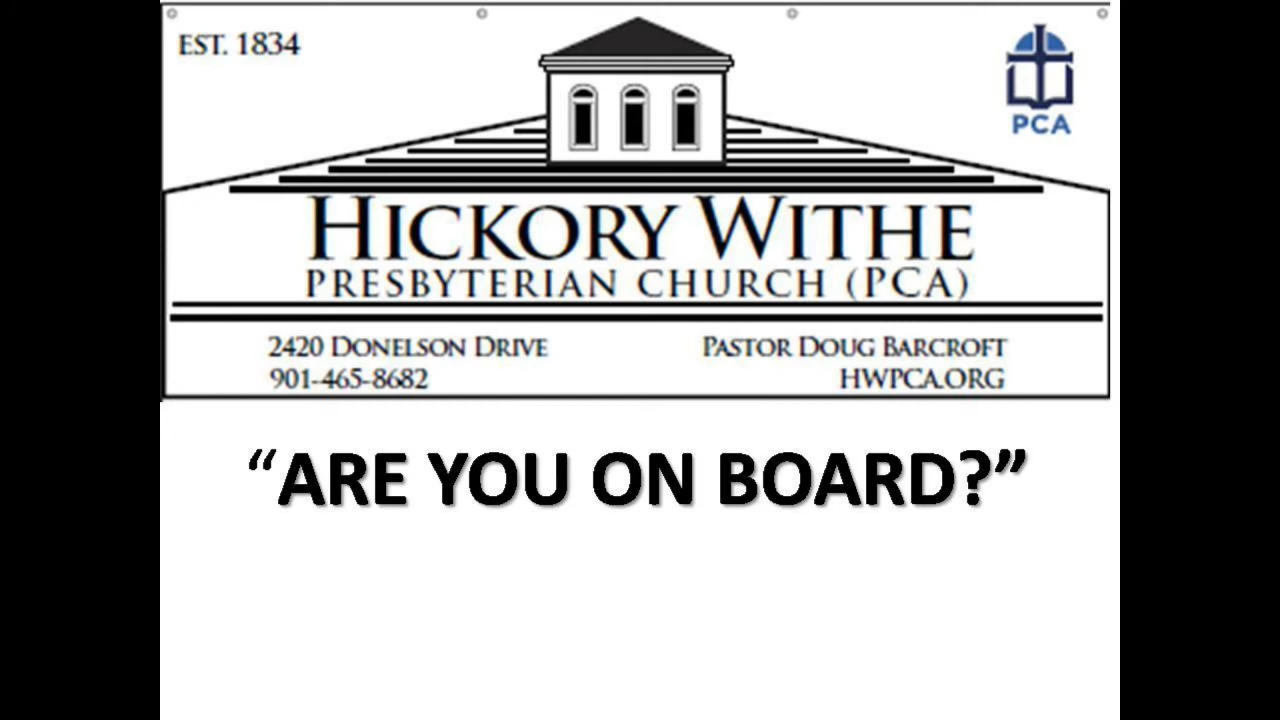 EST. 1834
PCA
HICKORY WITHE
PRESBYTERIAN CHURCH (PCA)
2420 DONELSON DRIVE
PASTOR DOUG BARCROFT
901-465-8682
HWPCA.ORG
“ARE YOU ON BOARD?”